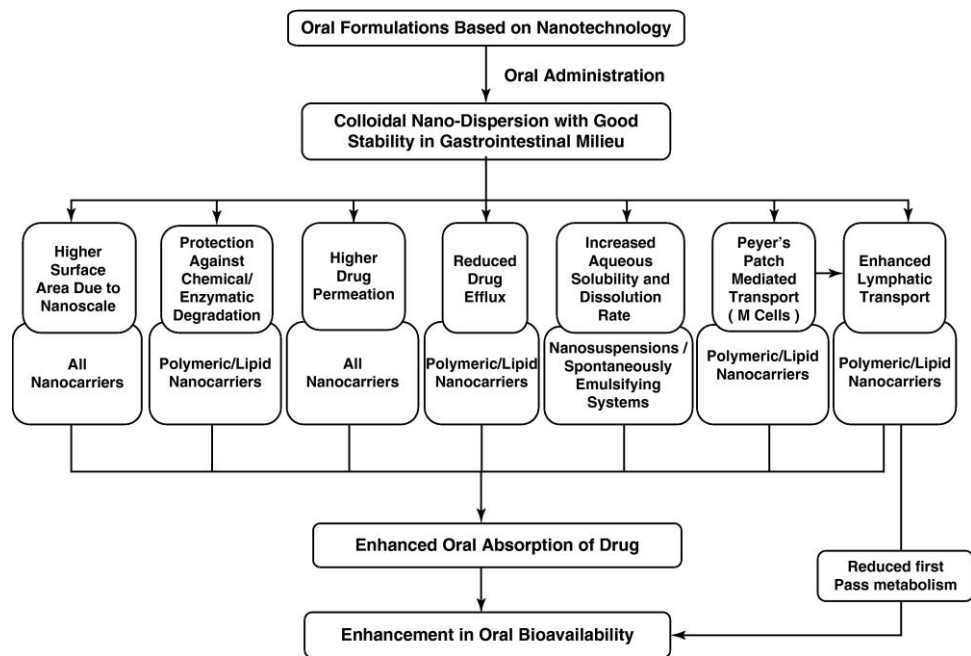 Oral Formulations Based on Nanotechnology
Oral Administration
Colloidal Nano-Dispersion with Good
Stability in Gastrointestinal Milieu
Higher
Surface
Area Due to
Nanoscale
All
Nanocarriers
Protection
Against
Chemical/
Enzymatic
Degradation
Polymeric/Lipid
Nanocarriers
Higher
Drug
Permeation
All
Nanocarriers
Reduced
Drug
Efflux
Polymeric/Lipid
Nanocarriers
Increased
Aqueous
Solubility and
Dissolution
Rate
Nanosuspensions /
Spontaneously
Emulsifying
Systems
Peyer's
Patch
Mediated
Transport
( M Cells )
Polymeric/Lipid
Nanocarriers
Enhanced
Lymphatic
Transport
Polymeric/Lipid
Nanocarriers
Enhanced Oral Absorption of Drug
Reduced first
Pass metabolism
Enhancement in Oral Bioavailability